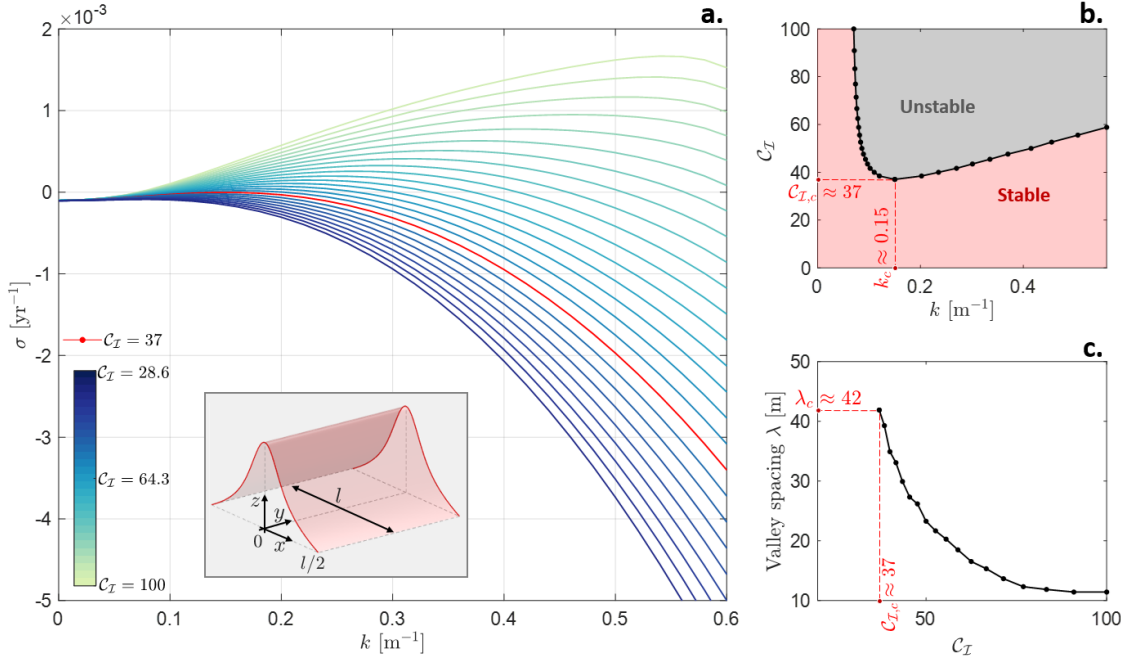 a.
×10⁻³
2
1
0
-1
-2
-3
-4
-5
σ [yr⁻¹]
0 0.1 0.2 0.3 0.4 0.5 0.6
k [m⁻¹]
𝒞_ℐ = 37
𝒞_ℐ = 28.6
𝒞_ℐ = 64.3
𝒞_ℐ = 100
z
y
x
0
l
l/2
b.
100
80
60
40
20
0
𝒞_ℐ
Unstable
Stable
𝒞_ℐ,c ≈ 37
k_c ≈ 0.15
0 0.2 0.4
k [m⁻¹]
c.
50
40
30
20
10
Valley spacing λ [m]
λ_c ≈ 42
𝒞_ℐ,c ≈ 37
50 100
𝒞_ℐ